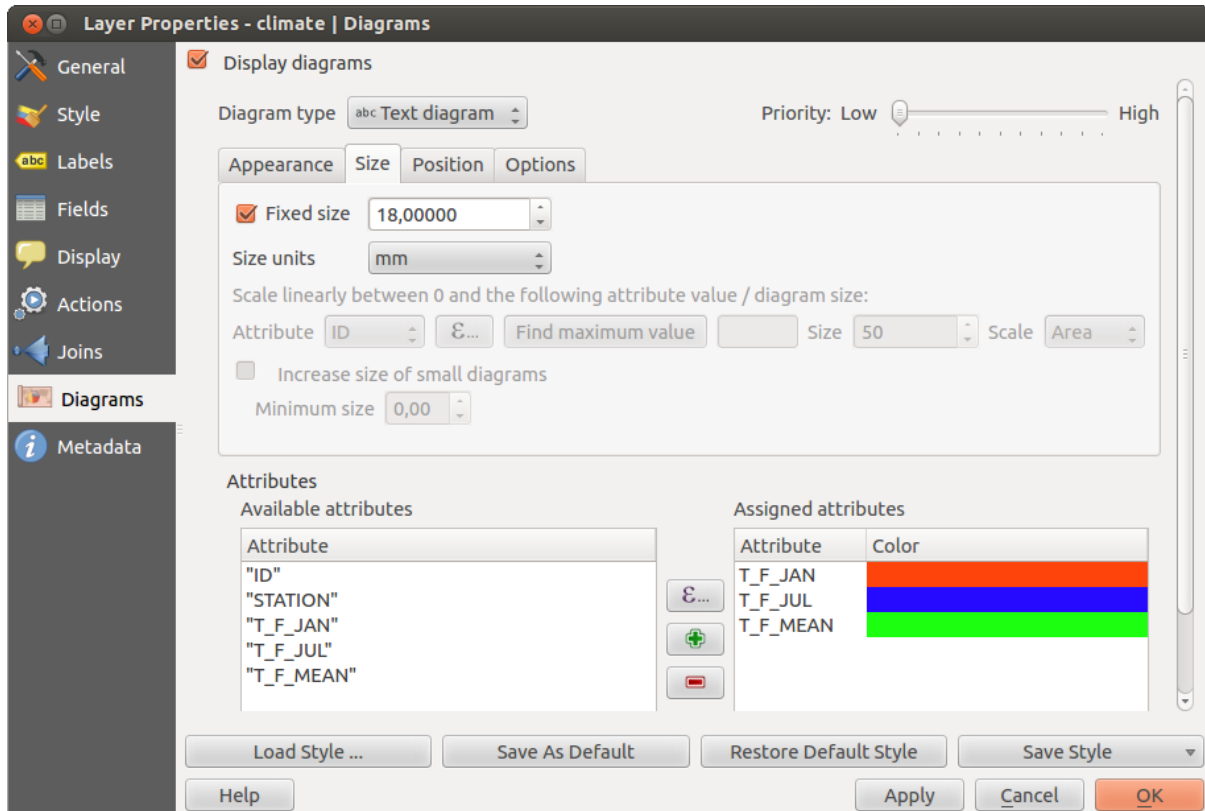 Layer Properties - climate | Diagrams
General
Style
abc Labels
Fields
Display
Actions
Joins
Diagrams
i Metadata
Display diagrams
Diagram type abc Text diagram Priority: Low High
Appearance Size Position Options
Fixed size 18,00000
Size units mm
Scale linearly between 0 and the following attribute value / diagram size:
Attribute ID ε... Find maximum value Size 50 Scale Area
Increase size of small diagrams
Minimum size 0,00
Attributes
Available attributes
Attribute
"ID"
"STATION"
"T_F_JAN"
"T_F_JUL"
"T_F_MEAN"
ε...
Assigned attributes
Attribute Color
T_F_JAN
T_F_JUL
T_F_MEAN
Load Style ... Save As Default Restore Default Style Save Style
Help Apply Cancel OK